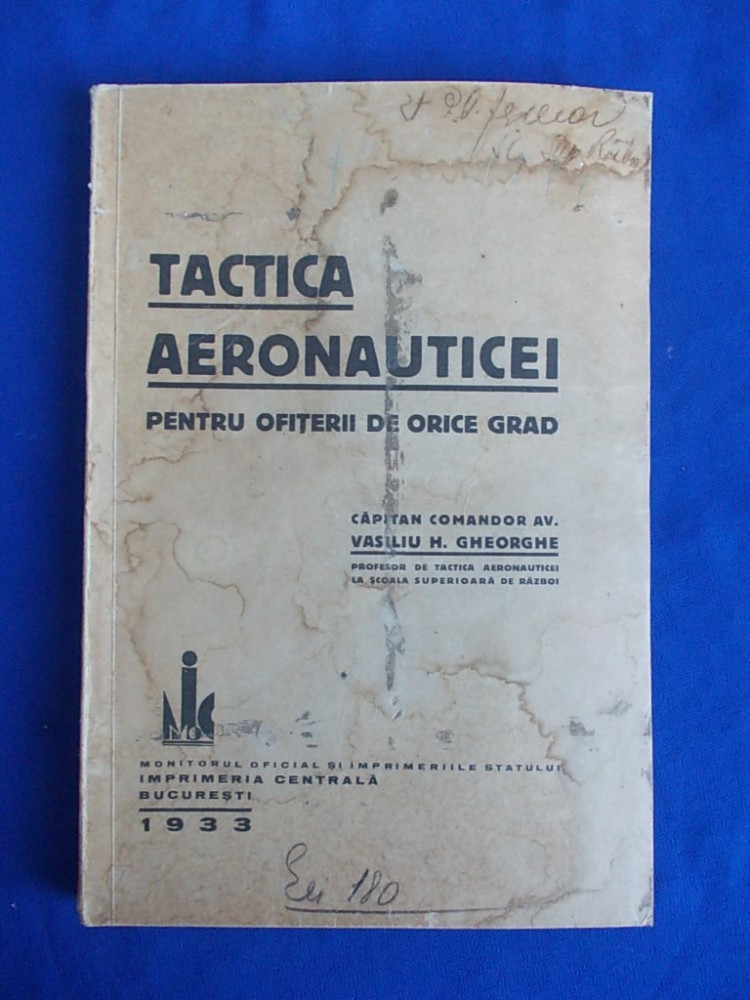 TACTICA
AERONAUTICEI
PENTRU OFIȚERII DE ORICE GRAD
CĂPITAN COMANDOR AV.
VASILIU H. GHEORGHE
PROFESOR DE TACTICA AERONAUTICEI
LA ȘCOALA SUPERIOARĂ DE RĂZBOI
MONITORUL OFICIAL ȘI IMPRIMERIILE STATULUI
IMPRIMERIA CENTRALĂ
BUCUREȘTI
1933
180